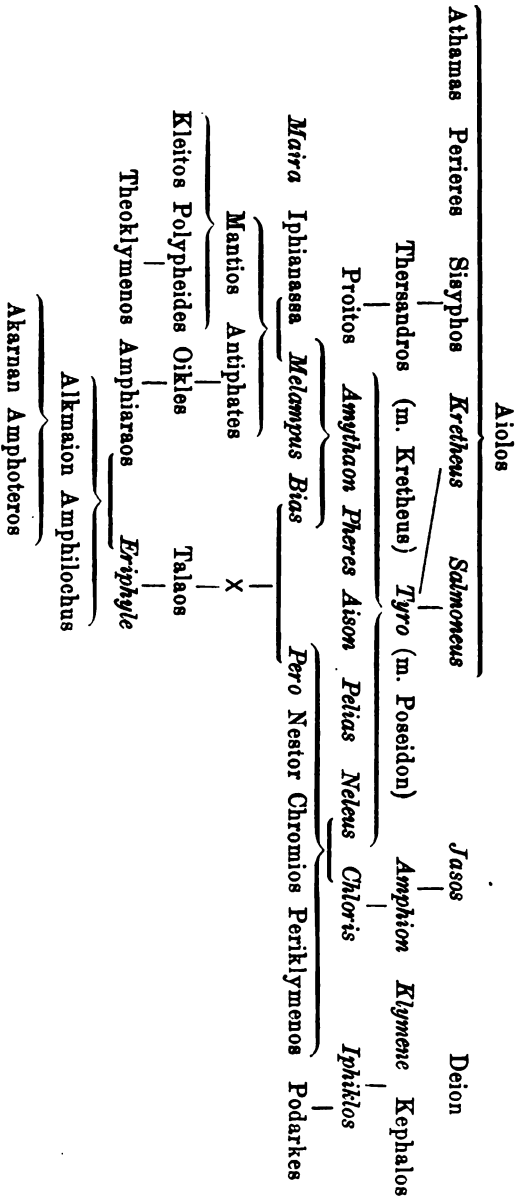 Aiolos
Athamas Perieres Sisyphos Kretheus Salmoneus Jasos Deion
Thersandros (m. Kretheus) Tyro (m. Poseidon) Amphion Klymene Kephalos
Proitos Amythaon Pheres Aison Pelias Neleus Chloris Iphiklos
Maira Iphianassa Melampus Bias Pero Nestor Chromios Periklymenos Podarkes
Mantios Antiphates X
Kleitos Polypheides Oikles Talaos
Theoklymenos Amphiaraos Eriphyle
Alkmaion Amphilochus
Akarnan Amphoteros